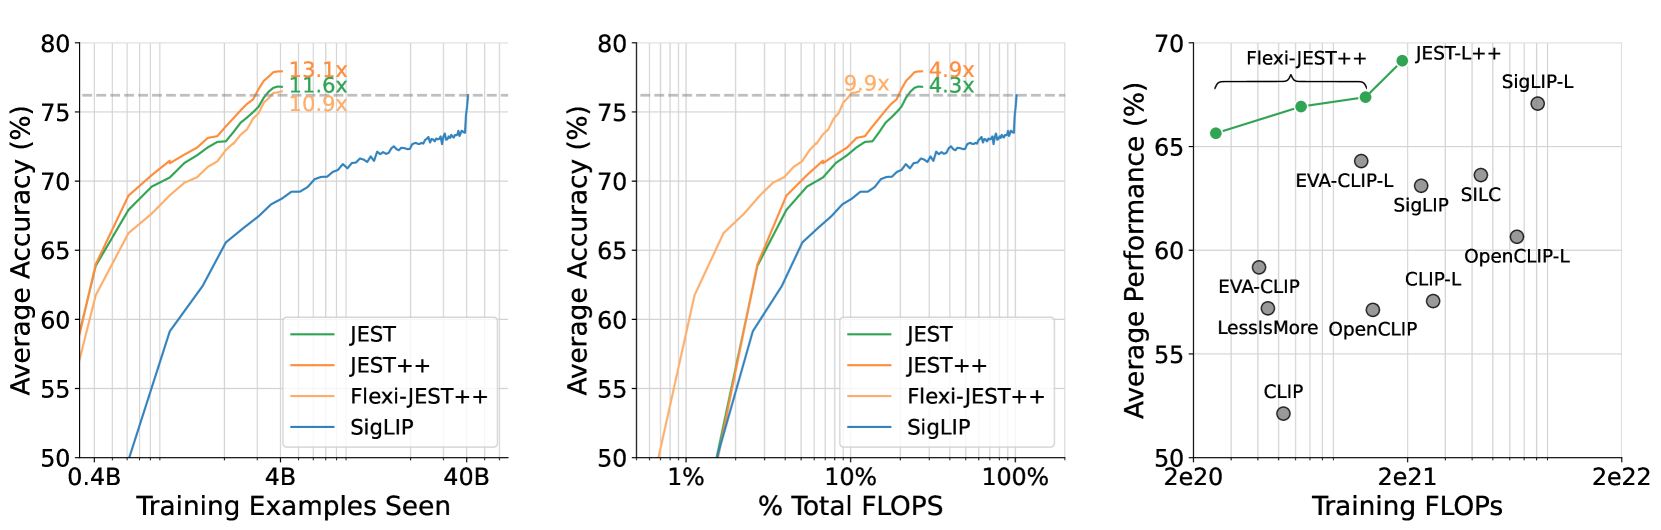 80
75
70
65
60
55
50
Average Accuracy (%)
13.1x
11.6x
10.9x
JEST
JEST++
Flexi-JEST++
SigLIP
0.4B
4B
40B
Training Examples Seen
80
75
70
65
60
55
50
Average Accuracy (%)
9.9x
4.9x
4.3x
JEST
JEST++
Flexi-JEST++
SigLIP
1%
10%
100%
% Total FLOPS
70
65
60
55
50
Average Performance (%)
Flexi-JEST++
JEST-L++
SigLIP-L
EVA-CLIP-L
SigLIP
SILC
OpenCLIP-L
EVA-CLIP
CLIP-L
LessIsMore
OpenCLIP
CLIP
2e20
2e21
2e22
Training FLOPs